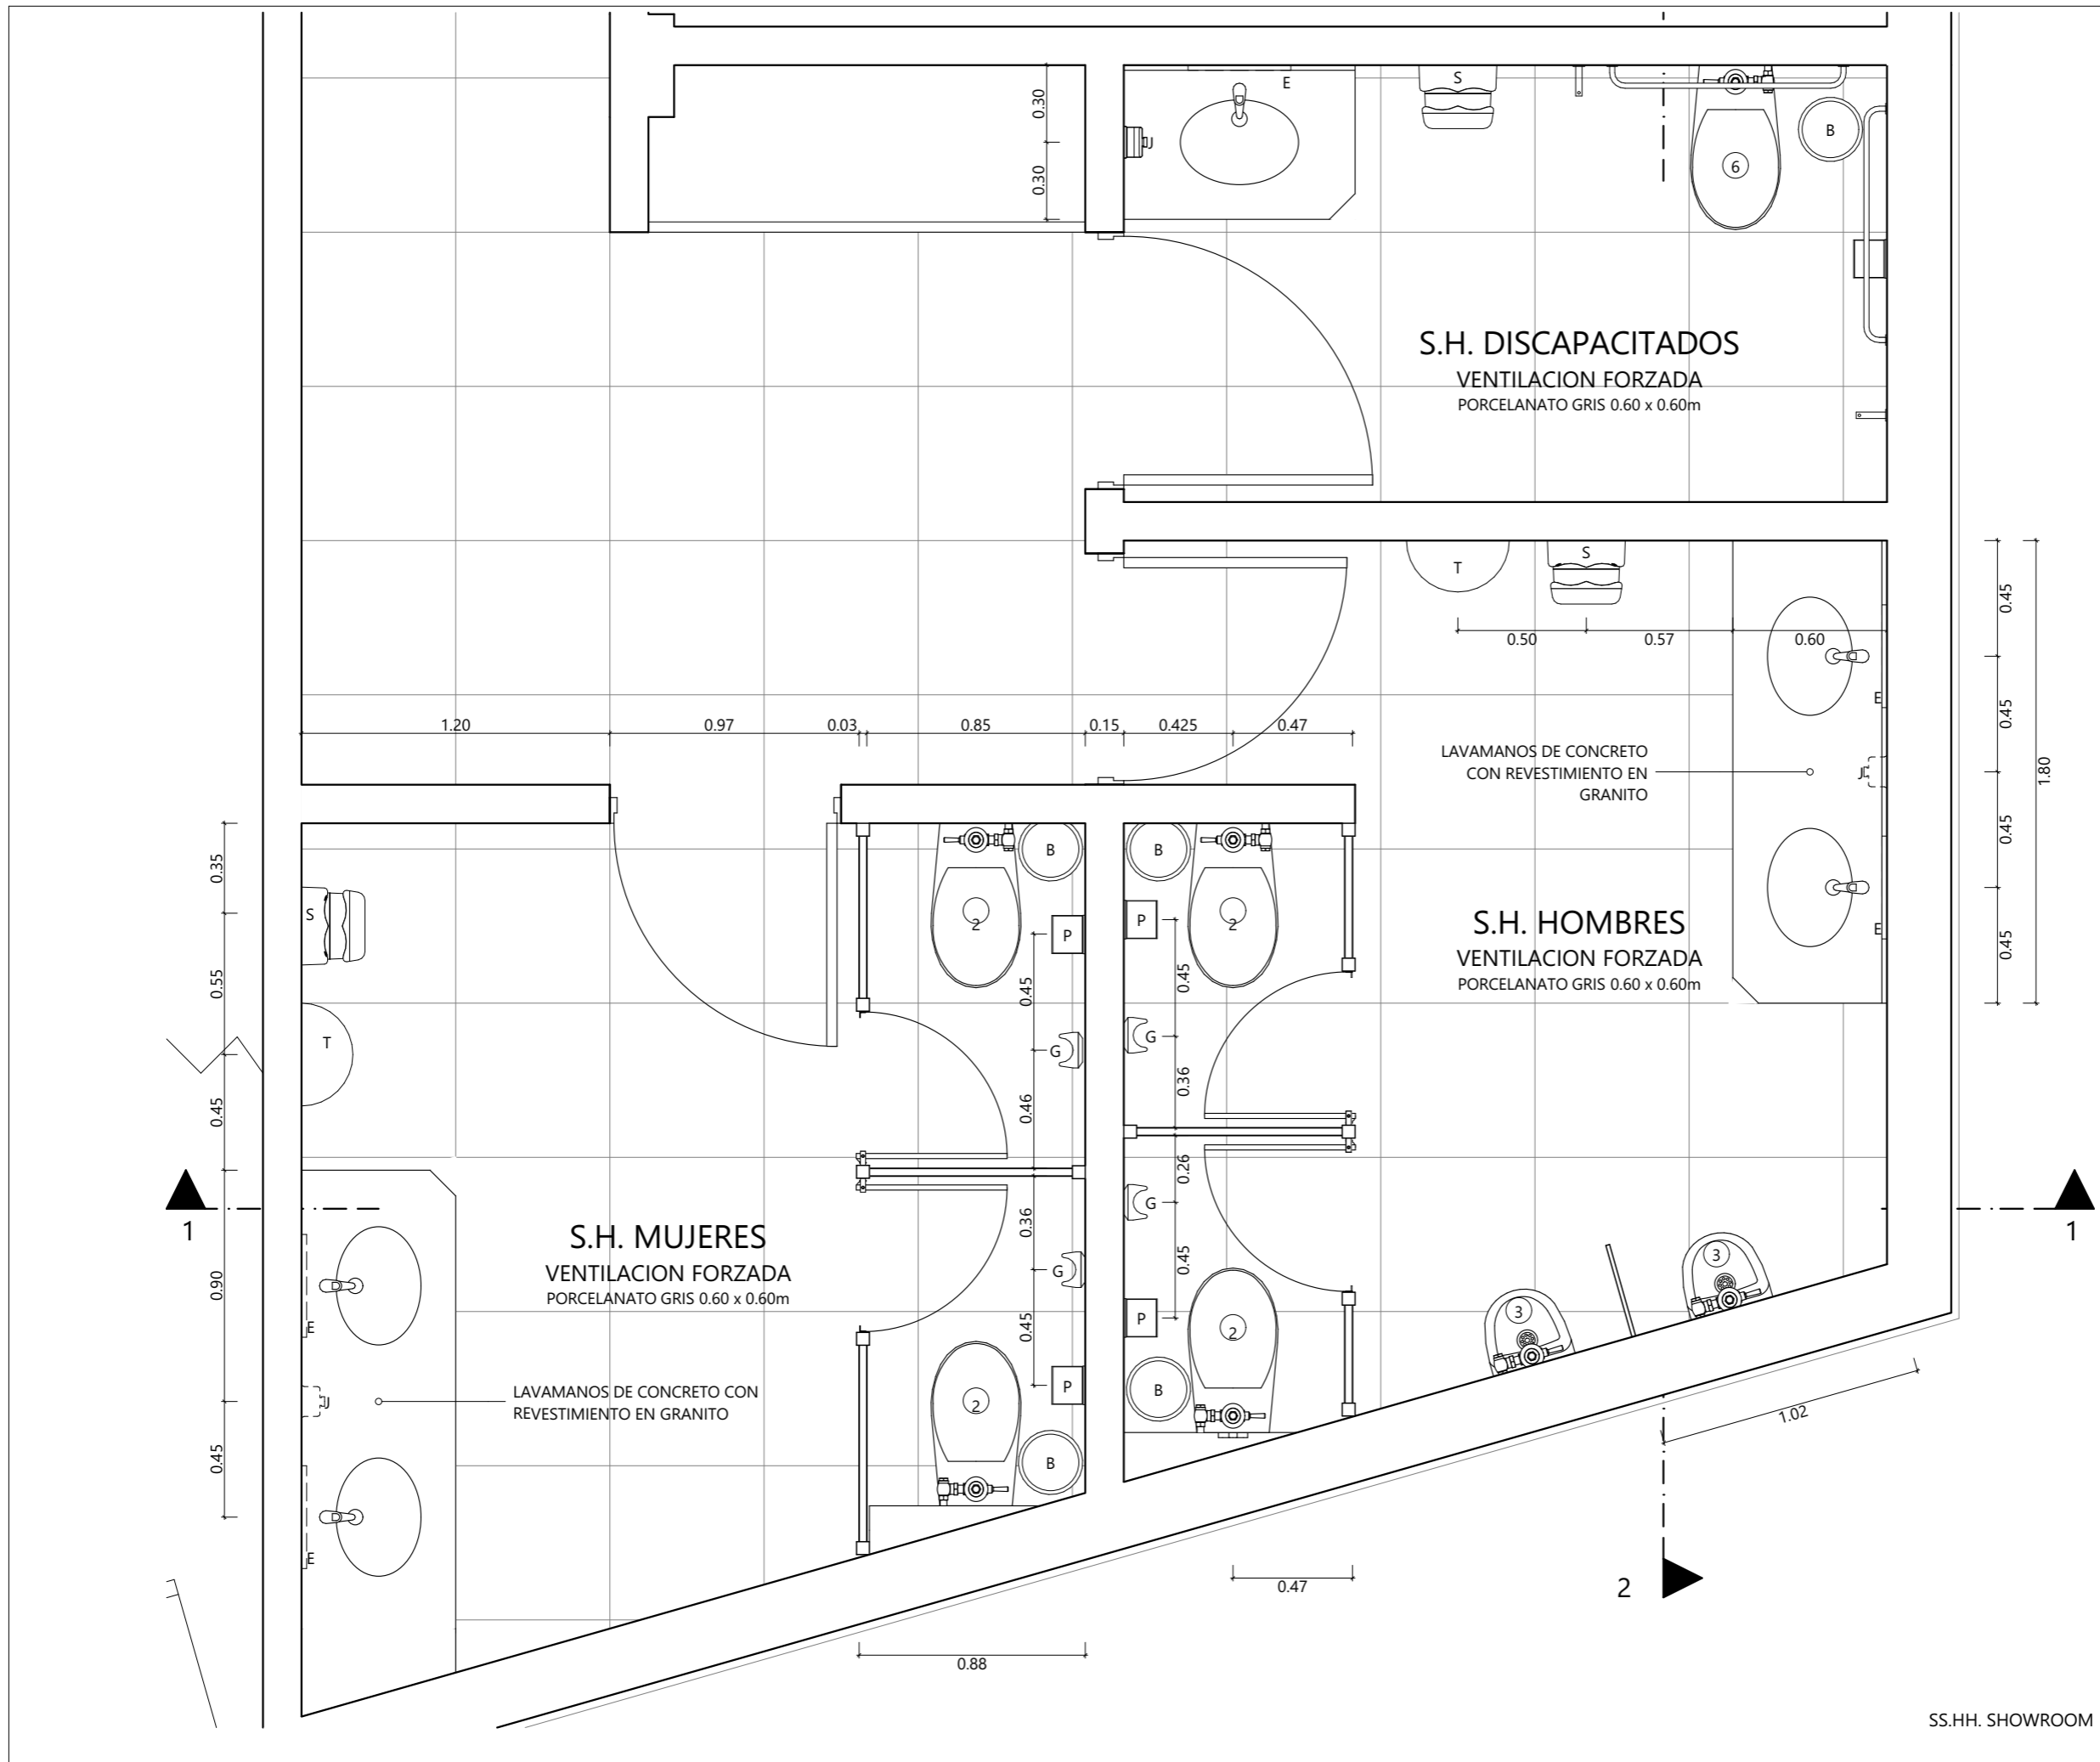 0.30
0.30
E
S
J
B
6
S.H. DISCAPACITADOS
VENTILACION FORZADA
PORCELANATO GRIS 0.60 x 0.60m
T
S
0.50
0.57
0.60
0.45
0.45
0.45
0.45
1.80
E
1.20
0.97
0.03
0.85
0.15
0.425
0.47
LAVAMANOS DE CONCRETO
CON REVESTIMIENTO EN
GRANITO
J
E
S.H. HOMBRES
VENTILACION FORZADA
PORCELANATO GRIS 0.60 x 0.60m
0.35
0.55
0.45
0.90
0.45
S
T
B
2
P
0.45
G
0.46
0.36
G
0.45
P
2
B
B
2
P
0.45
G
0.36
0.26
G
0.45
P
2
B
3
3
1
1
S.H. MUJERES
VENTILACION FORZADA
PORCELANATO GRIS 0.60 x 0.60m
E
J
LAVAMANOS DE CONCRETO CON
REVESTIMIENTO EN GRANITO
E
1.02
0.47
2
0.88
SS.HH. SHOWROOM